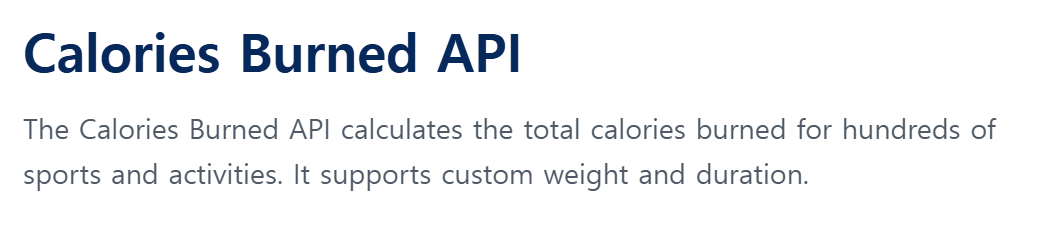 Calories Burned API
The Calories Burned API calculates the total calories burned for hundreds of
sports and activities. It supports custom weight and duration.